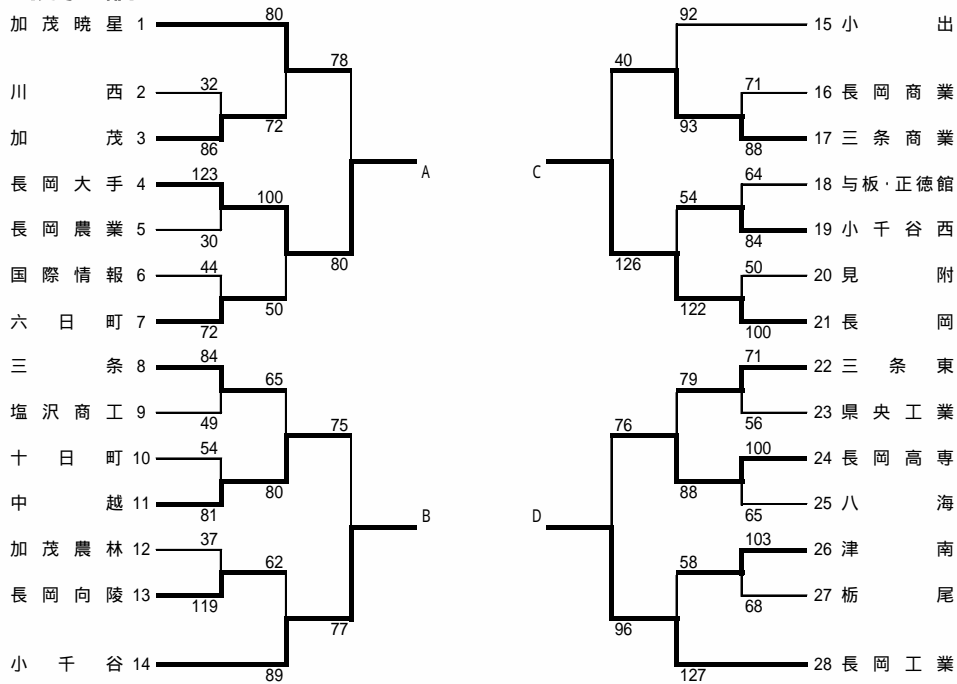 80
92
加茂暁星 1
15 小出
78
40
川西 2
32
71
16 長岡商業
72
93
加茂 3
86
88
17 三条商業
A
C
長岡大手 4
123
100
54
64
18 与板・正徳館
長岡農業 5
30
84
19 小千谷西
80
126
国際情報 6
44
50
20 見附
50
122
六日町 7
72
100
21 長岡
三条 8
84
65
79
71
22 三条東
塩沢商工 9
49
56
23 県央工業
75
76
十日町 10
54
100
24 長岡高専
80
88
中越 11
81
65
25 八海
B
D
加茂農林 12
37
62
58
103
26 津南
長岡向陵 13
119
68
27 栃尾
77
96
小千谷 14
89
127
28 長岡工業